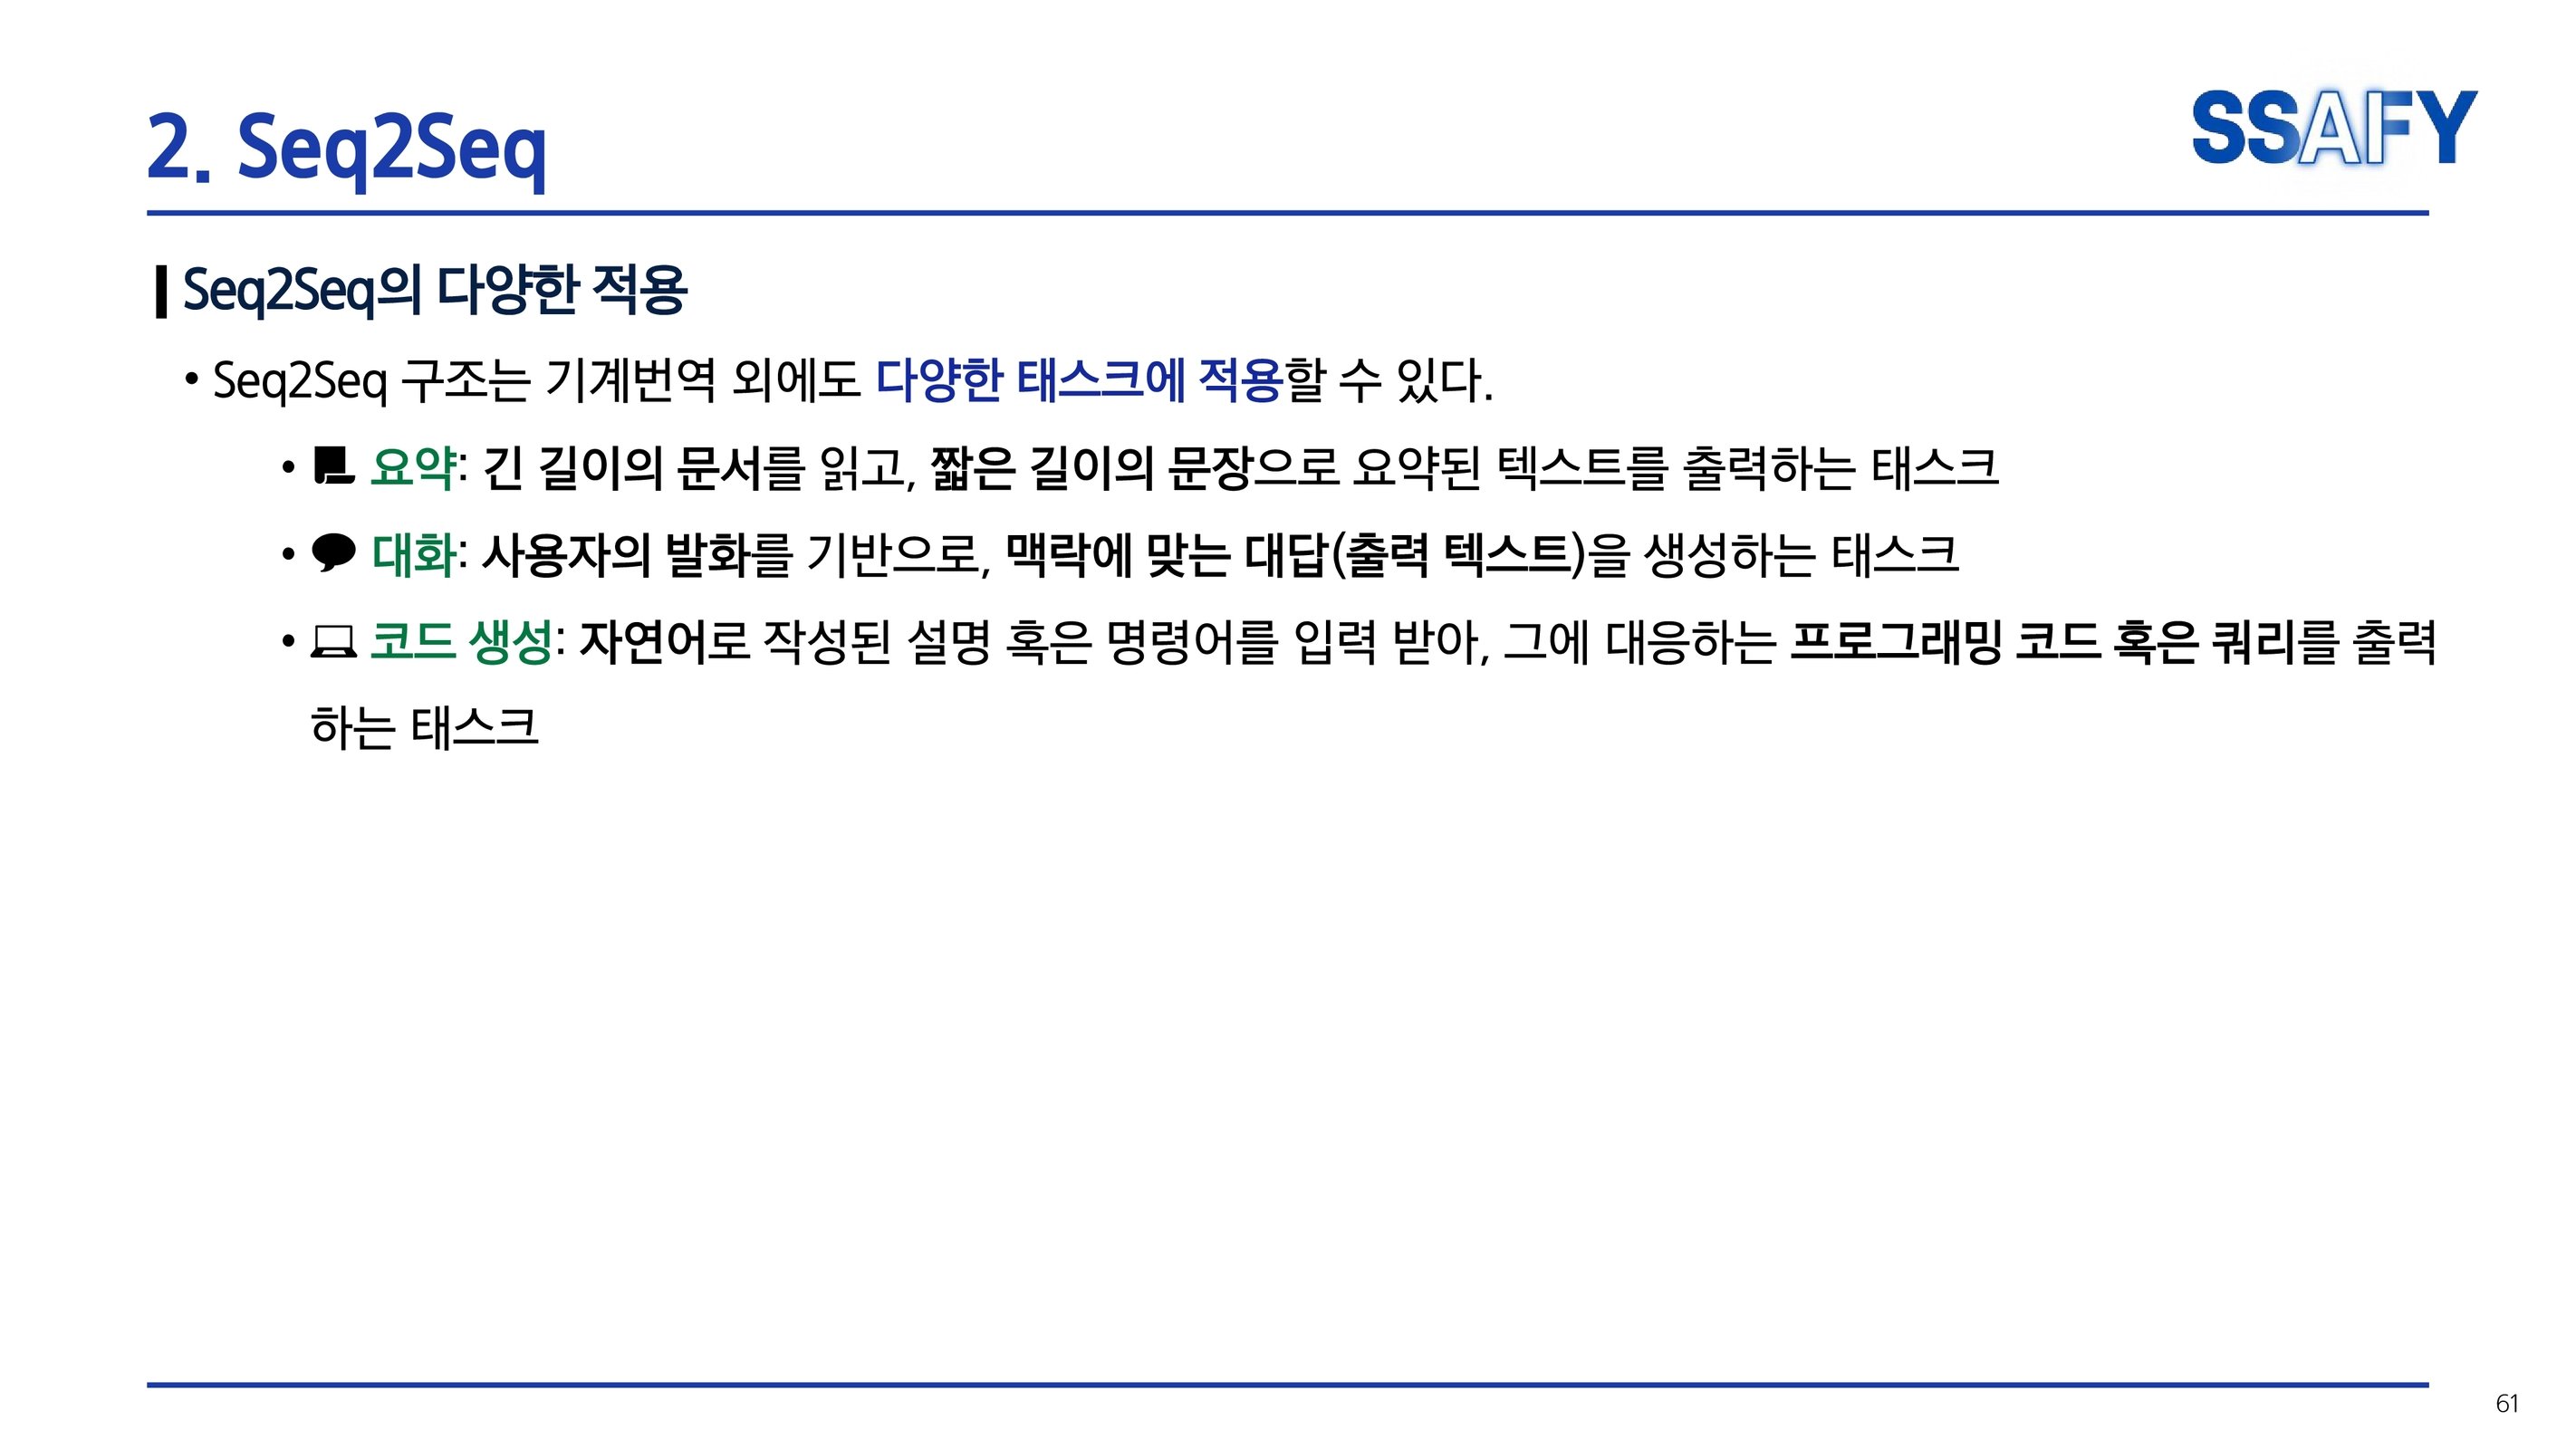 2. Seq2Seq
SSAFY
Seq2Seq의 다양한 적용
• Seq2Seq 구조는 기계번역 외에도 다양한 태스크에 적용할 수 있다.
• 요약: 긴 길이의 문서를 읽고, 짧은 길이의 문장으로 요약된 텍스트를 출력하는 태스크
• 대화: 사용자의 발화를 기반으로, 맥락에 맞는 대답(출력 텍스트)을 생성하는 태스크
• 코드 생성: 자연어로 작성된 설명 혹은 명령어를 입력 받아, 그에 대응하는 프로그래밍 코드 혹은 쿼리를 출력
하는 태스크
61